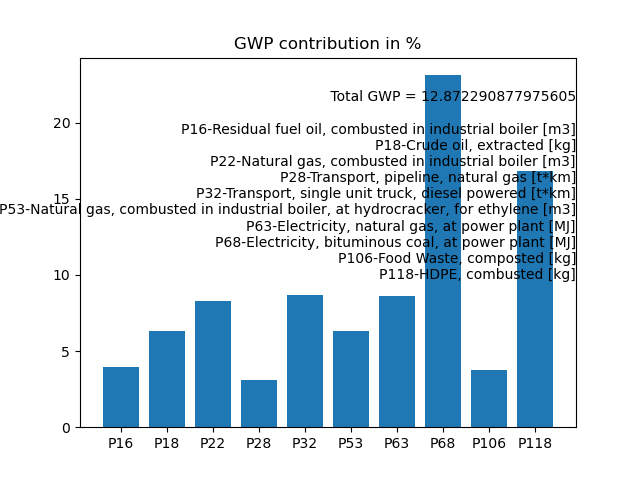 GWP contribution in %
Total GWP = 12.872290877975605
P16-Residual fuel oil, combusted in industrial boiler [m3]
P18-Crude oil, extracted [kg]
P22-Natural gas, combusted in industrial boiler [m3]
P28-Transport, pipeline, natural gas [t*km]
P32-Transport, single unit truck, diesel powered [t*km]
P53-Natural gas, combusted in industrial boiler, at hydrocracker, for ethylene [m3]
P63-Electricity, natural gas, at power plant [MJ]
P68-Electricity, bituminous coal, at power plant [MJ]
P106-Food Waste, composted [kg]
P118-HDPE, combusted [kg]
20
15
10
5
0
P16 P18 P22 P28 P32 P53 P63 P68 P106 P118